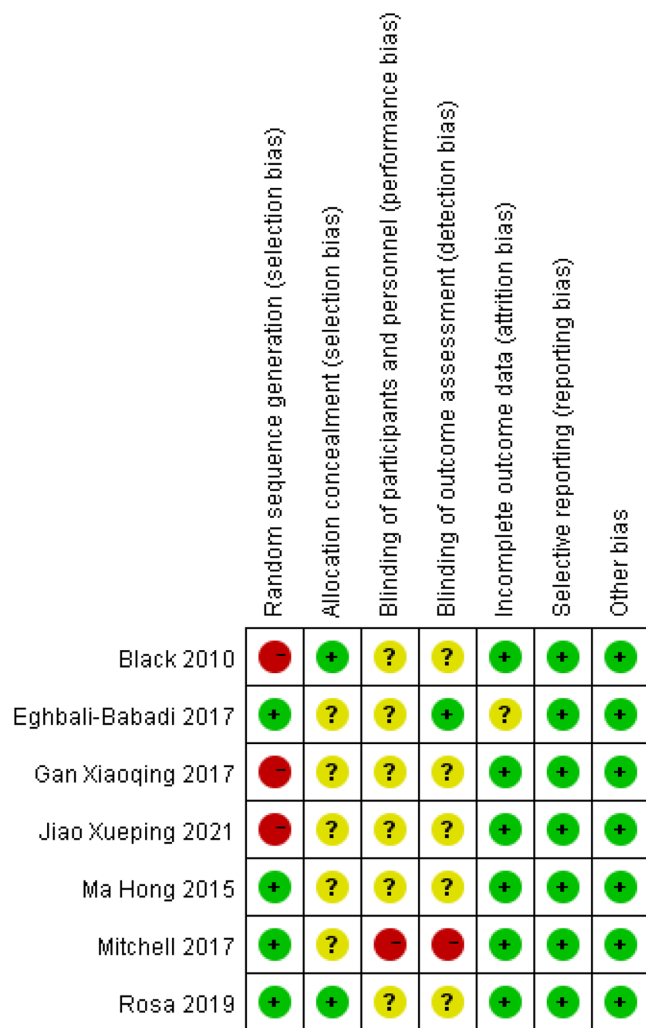 Random sequence generation (selection bias)
Allocation concealment (selection bias)
Blinding of participants and personnel (performance bias)
Blinding of outcome assessment (detection bias)
Incomplete outcome data (attrition bias)
Selective reporting (reporting bias)
Other bias
Black 2010 - + ? ? + + +
Eghbali-Babadi 2017 + ? ? + ? + +
Gan Xiaoqing 2017 - ? ? ? + + +
Jiao Xueping 2021 - ? ? ? + + +
Ma Hong 2015 + ? ? ? + + +
Mitchell 2017 + ? - - + + +
Rosa 2019 + + ? ? + + +